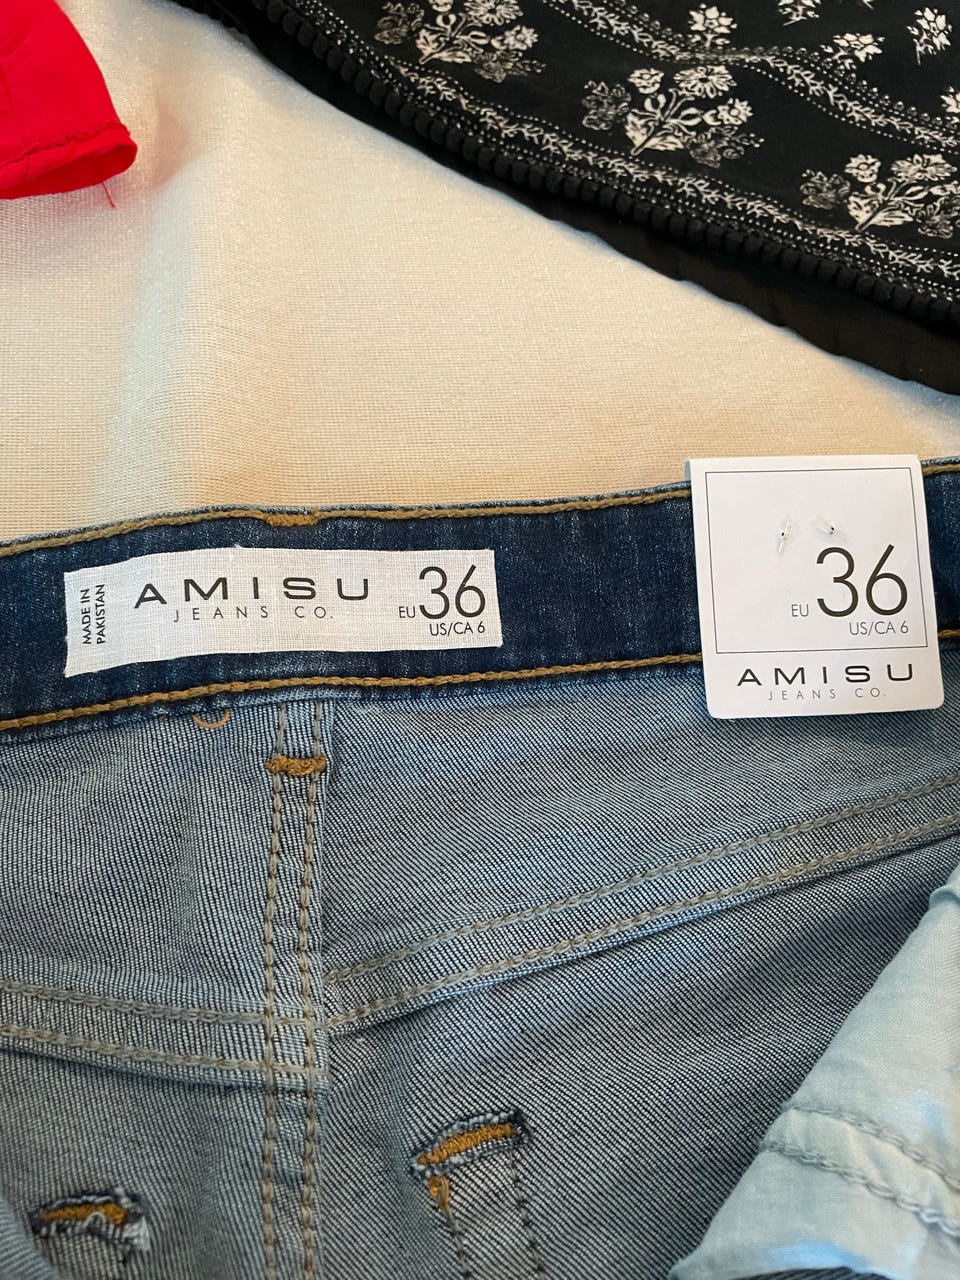 MADE IN
PAKISTAN
AMISU
JEANS CO.
EU 36
US/CA 6
EU 36
US/CA 6
AMISU
JEANS CO.